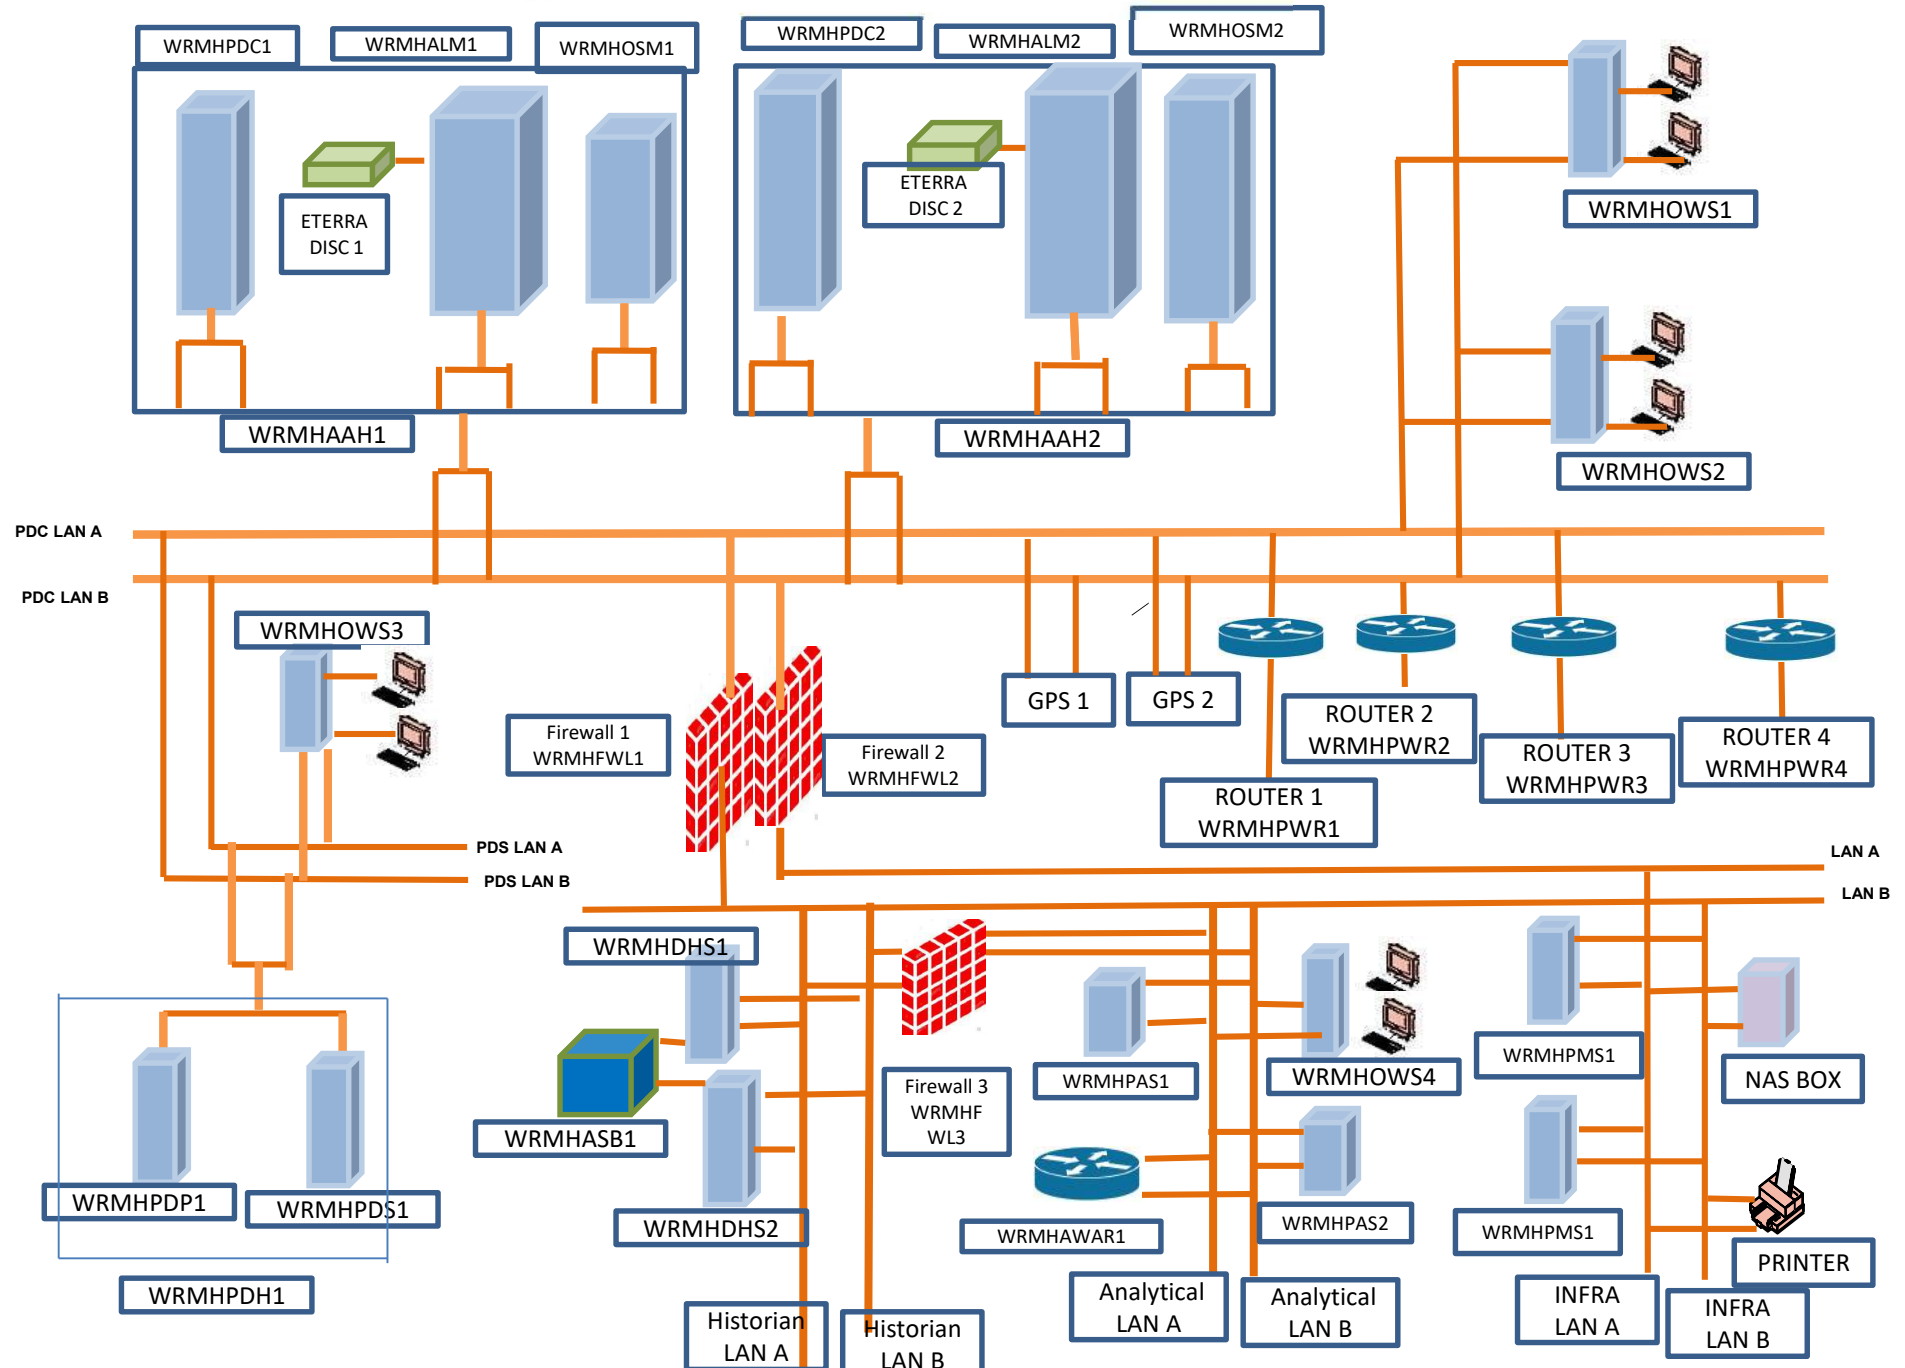 WRMHPDC1
WRMHALM1
WRMHOSM1
WRMHPDC2
WRMHALM2
WRMHOSM2
ETERRA
DISC 1
ETERRA
DISC 2
WRMHOWS1
WRMHAAH1
WRMHAAH2
WRMHOWS2
PDC LAN A
PDC LAN B
WRMHOWS3
Firewall 1
WRMHFWL1
Firewall 2
WRMHFWL2
GPS 1
GPS 2
ROUTER 1
WRMHPWR1
ROUTER 2
WRMHPWR2
ROUTER 3
WRMHPWR3
ROUTER 4
WRMHPWR4
PDS LAN A
PDS LAN B
LAN A
LAN B
WRMHDHS1
WRMHASB1
WRMHDHS2
Firewall 3
WRMHF
WL3
WRMHPAS1
WRMHOWS4
WRMHPMS1
NAS BOX
WRMHAWAR1
WRMHPAS2
WRMHPMS1
PRINTER
WRMHPDP1
WRMHPDS1
WRMHPDH1
Historian
LAN A
Historian
LAN B
Analytical
LAN A
Analytical
LAN B
INFRA
LAN A
INFRA
LAN B